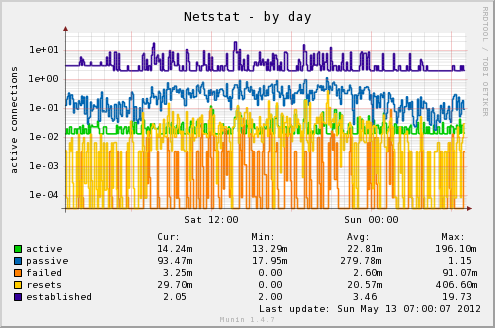 Netstat - by day
RRDTOOL / TOBI OETIKER
active connections
1e+01
1e+00
1e-01
1e-02
1e-03
1e-04
Sat 12:00 Sun 00:00
Cur: Min: Avg: Max:
active 14.24m 13.29m 22.81m 196.10m
passive 93.47m 17.95m 279.78m 1.15
failed 3.25m 0.00 2.60m 91.07m
resets 29.70m 0.00 20.57m 406.60m
established 2.05 2.00 3.46 19.73
Last update: Sun May 13 07:00:07 2012
Munin 1.4.7